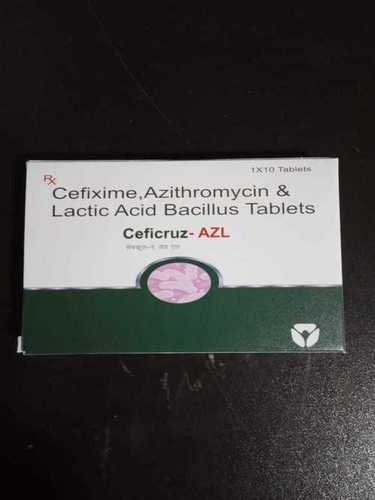 1X10 Tablets
Rx
Cefixime,Azithromycin &
Lactic Acid Bacillus Tablets
Ceficruz- AZL